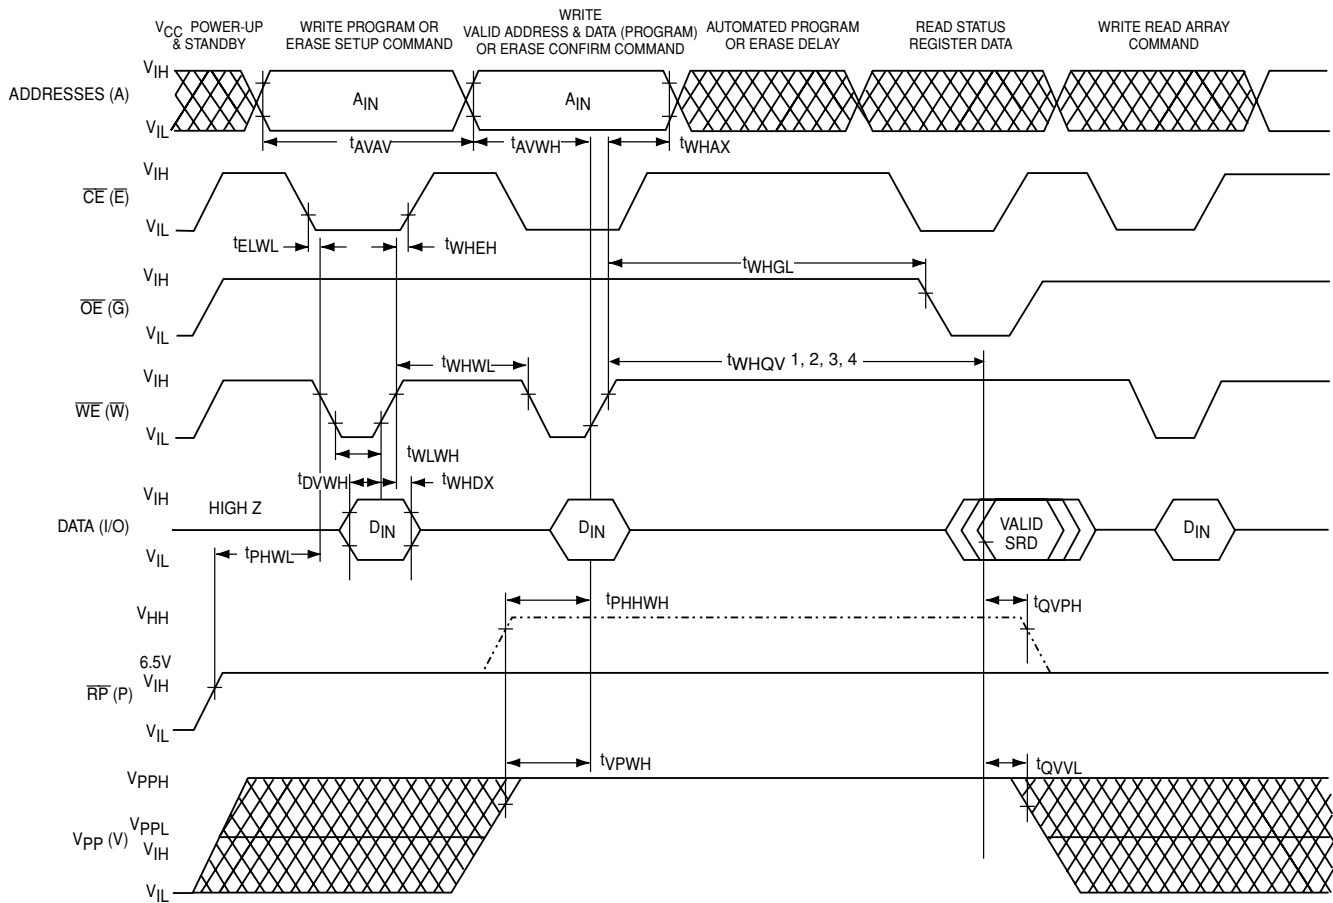 VCC POWER-UP
& STANDBY
WRITE PROGRAM OR
ERASE SETUP COMMAND
WRITE
VALID ADDRESS & DATA (PROGRAM)
OR ERASE CONFIRM COMMAND
AUTOMATED PROGRAM
OR ERASE DELAY
READ STATUS
REGISTER DATA
WRITE READ ARRAY
COMMAND
ADDRESSES (A)
VIH
VIL
AIN
AIN
tAVAV
tAVWH
tWHAX
C̅E̅ (E̅)
VIH
VIL
tELWL
tWHEH
tWHGL
O̅E̅ (G̅)
VIH
VIL
tWHWL
tWHQV 1, 2, 3, 4
W̅E̅ (W̅)
VIH
VIL
tWLWH
tDVWH
tWHDX
DATA (I/O)
VIH
VIL
HIGH Z
DIN
DIN
VALID
SRD
DIN
tPHWL
tPHHWH
tQVPH
VHH
6.5V
VIH
R̅P̅ (P)
VIL
tVPWH
tQVVL
VPPH
VPPL
VPP (V)
VIH
VIL